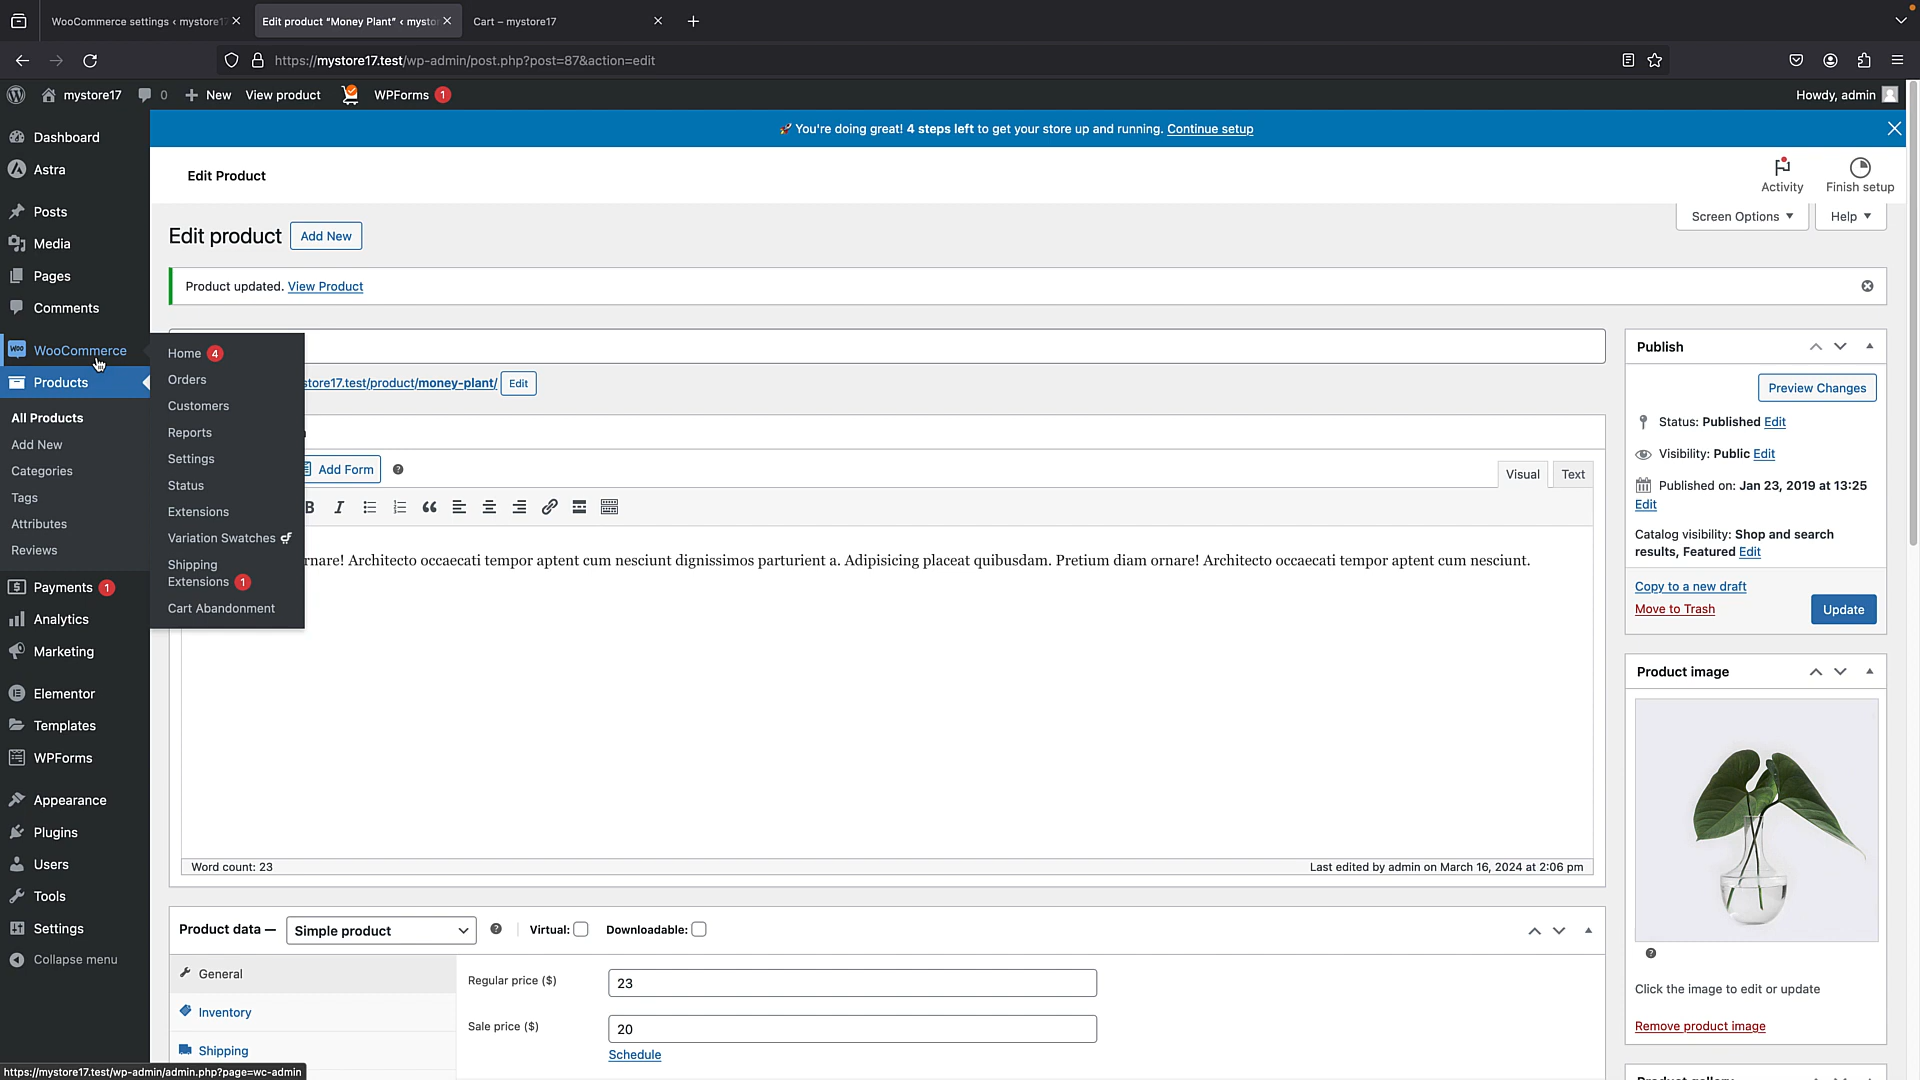 WooCommerce settings ‹ mystore17
Edit product “Money Plant” ‹ mysto
Cart – mystore17
https://mystore17.test/wp-admin/post.php?post=87&action=edit
mystore17
0
New
View product
WPForms
1
Howdy, admin
Dashboard
Astra
Posts
Media
Pages
Comments
WooCommerce
Products
All Products
Add New
Categories
Tags
Attributes
Reviews
Payments 1
Analytics
Marketing
Elementor
Templates
WPForms
Appearance
Plugins
Users
Tools
Settings
Collapse menu
Home 4
Orders
Customers
Reports
Settings
Status
Extensions
Variation Swatches
Shipping
Extensions 1
Cart Abandonment
🚀 You're doing great! 4 steps left to get your store up and running. Continue setup
Edit Product
Activity
Finish setup
Screen Options
Help
Edit product
Add New
Product updated. View Product
store17.test/product/money-plant/
Edit
Add Form
Visual
Text
B I
rnare! Architecto occaecati tempor aptent cum nesciunt dignissimos parturient a. Adipisicing placeat quibusdam. Pretium diam ornare! Architecto occaecati tempor aptent cum nesciunt.
Word count: 23
Last edited by admin on March 16, 2024 at 2:06 pm
Product data —
Simple product
Virtual:
Downloadable:
General
Inventory
Shipping
Regular price ($)
23
Sale price ($)
20
Schedule
Publish
Preview Changes
Status: Published Edit
Visibility: Public Edit
Published on: Jan 23, 2019 at 13:25
Edit
Catalog visibility: Shop and search
results, Featured Edit
Copy to a new draft
Move to Trash
Update
Product image
Click the image to edit or update
Remove product image
https://mystore17.test/wp-admin/admin.php?page=wc-admin